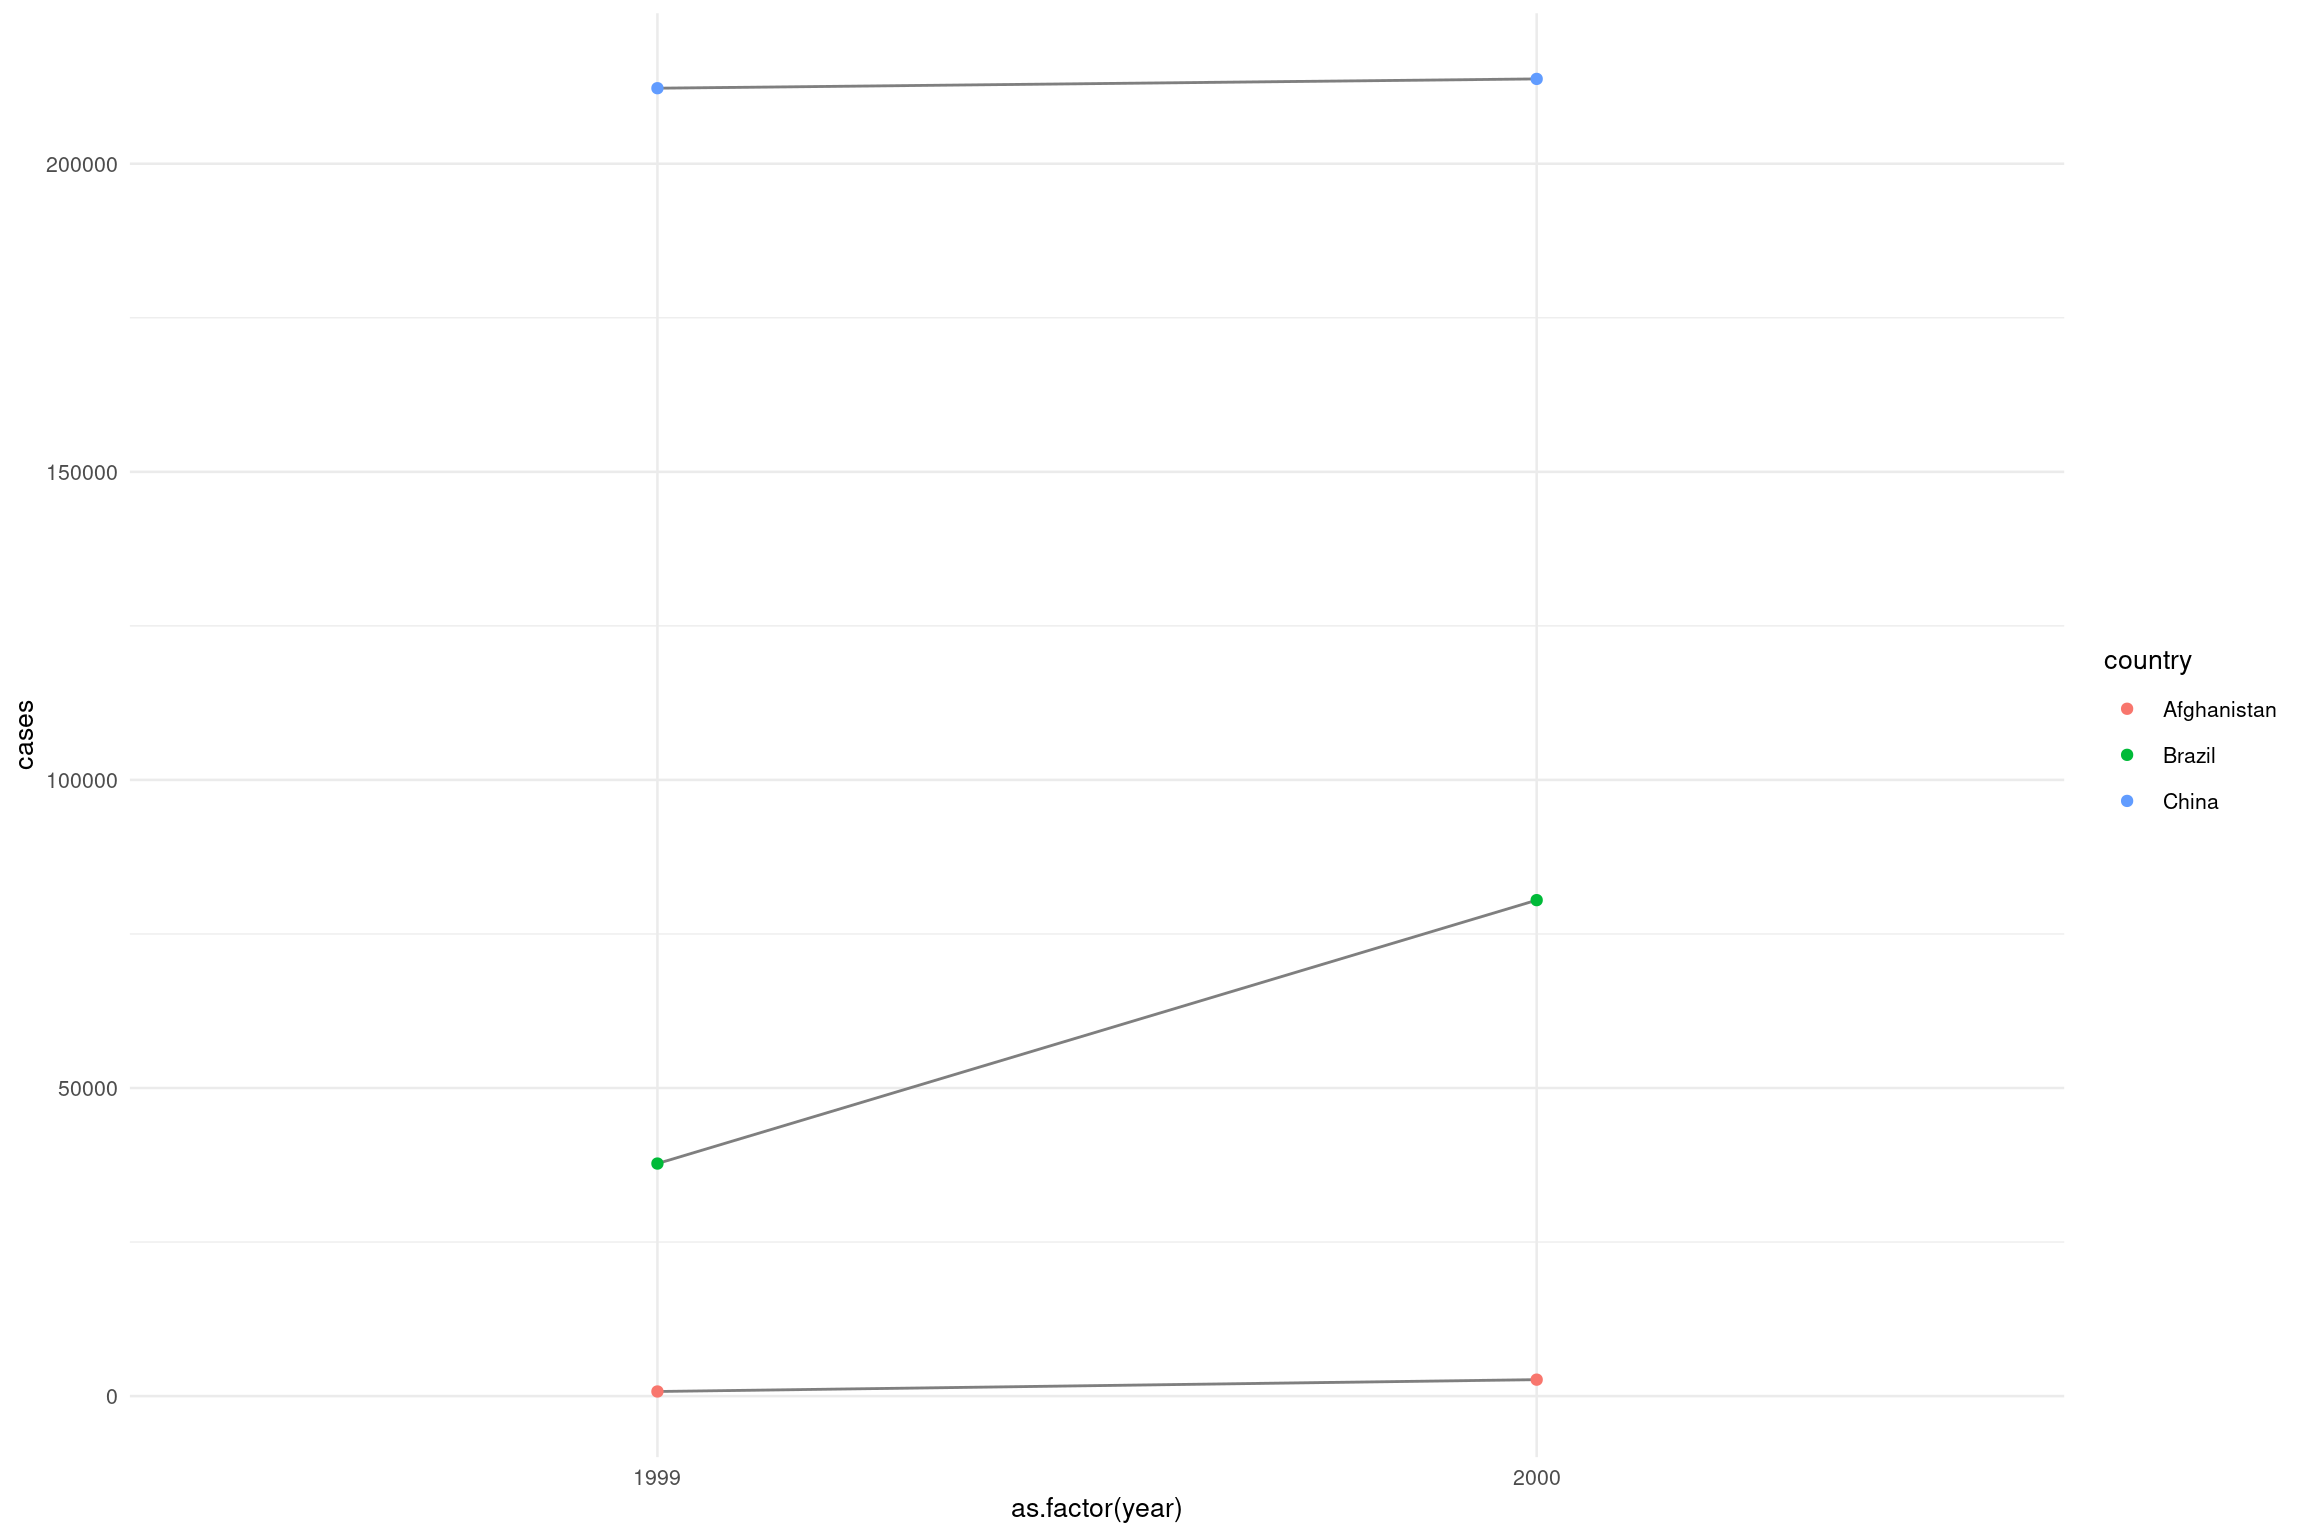 200000
150000
100000
50000
0
cases
1999
2000
as.factor(year)
country
Afghanistan
Brazil
China